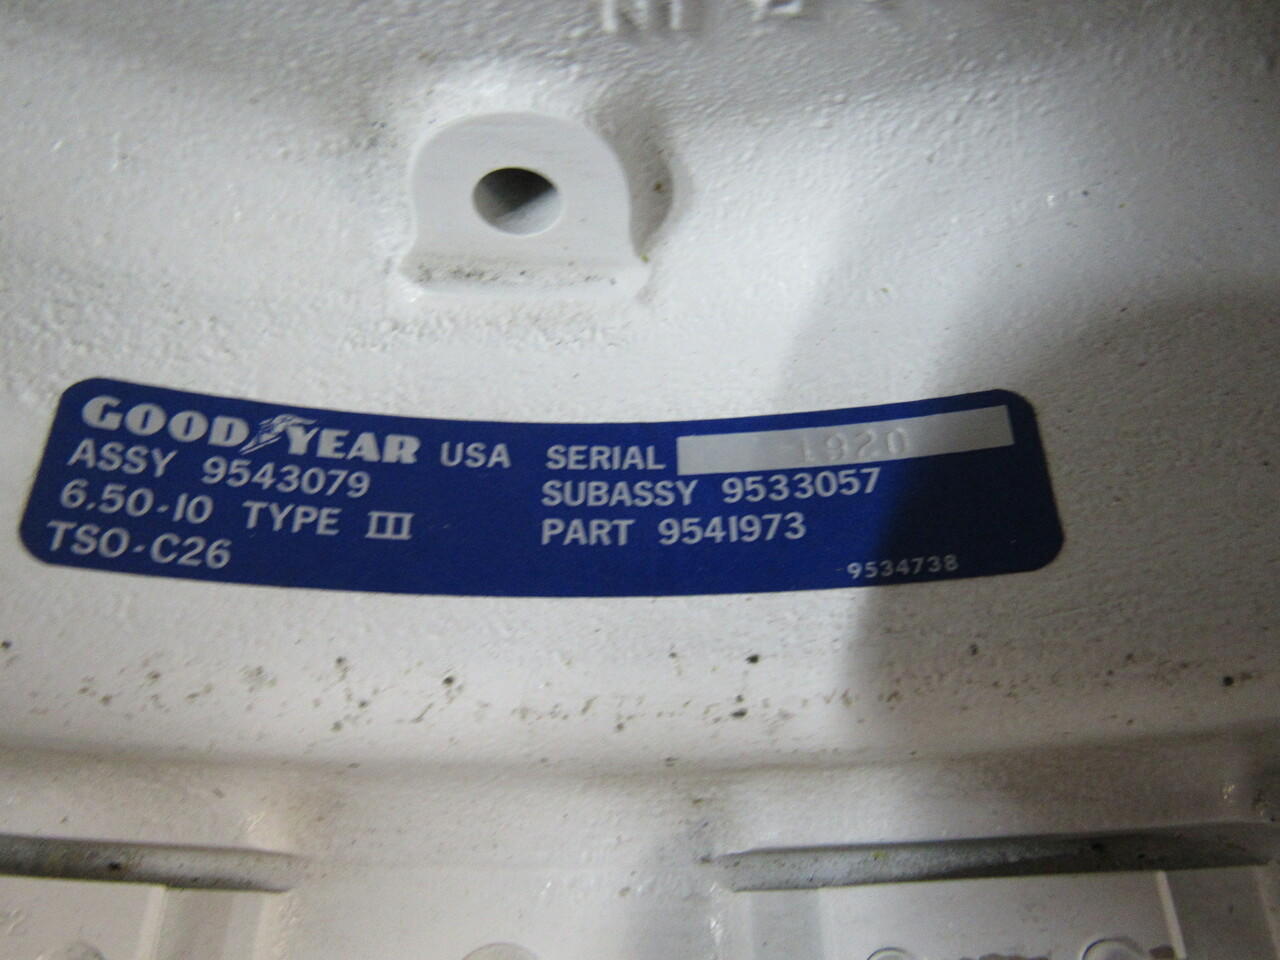 GOODYEAR USA
ASSY 9543079
6.50-10 TYPE III
TSO-C26
SERIAL 1920
SUBASSY 9533057
PART 9541973
9534738